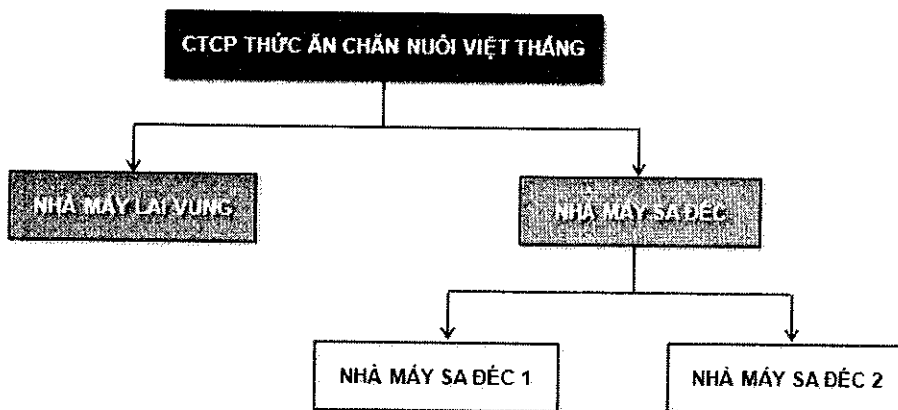 CTCP THỨC ĂN CHĂN NUÔI VIỆT THẮNG
NHÀ MÁY LAI VUNG
NHÀ MÁY SA ĐÉC
NHÀ MÁY SA ĐÉC 1
NHÀ MÁY SA ĐÉC 2